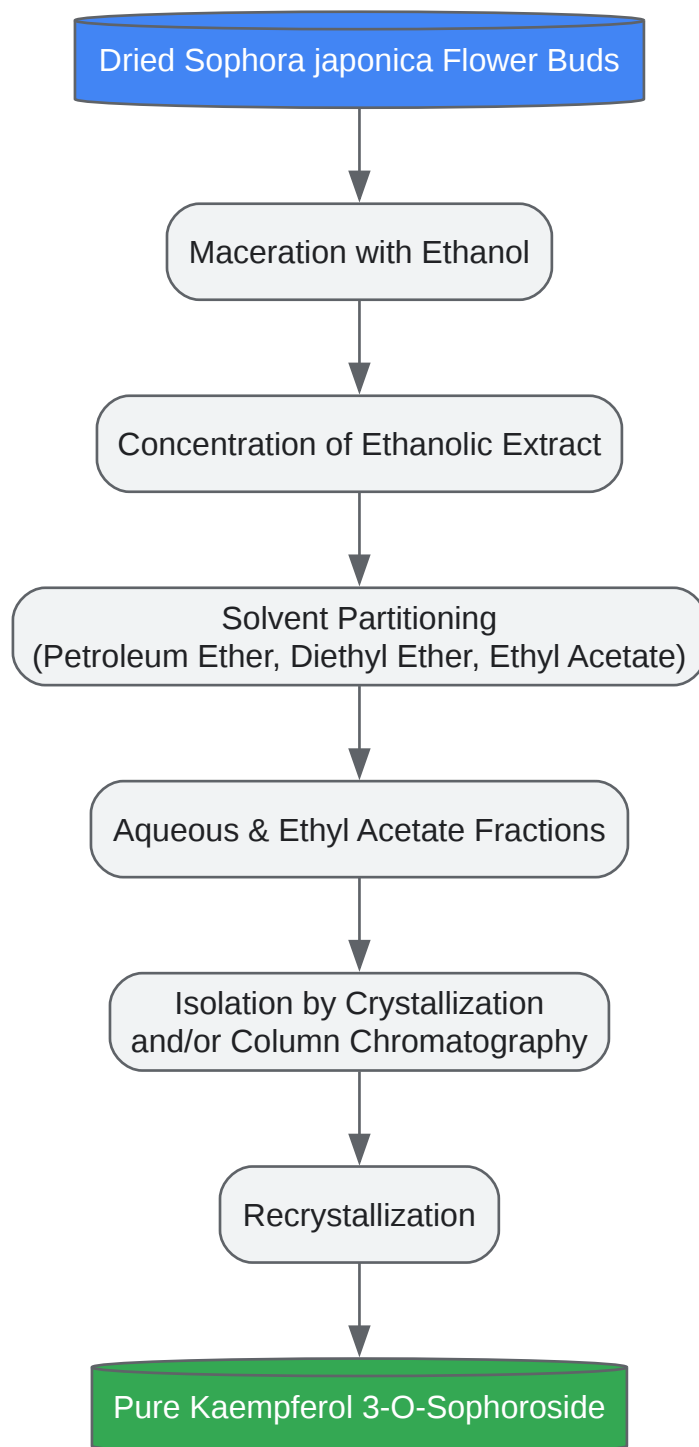 Dried Sophora japonica Flower Buds
Maceration with Ethanol
Concentration of Ethanolic Extract
Solvent Partitioning
(Petroleum Ether, Diethyl Ether, Ethyl Acetate)
Aqueous & Ethyl Acetate Fractions
Isolation by Crystallization
and/or Column Chromatography
Recrystallization
Pure Kaempferol 3-O-Sophoroside